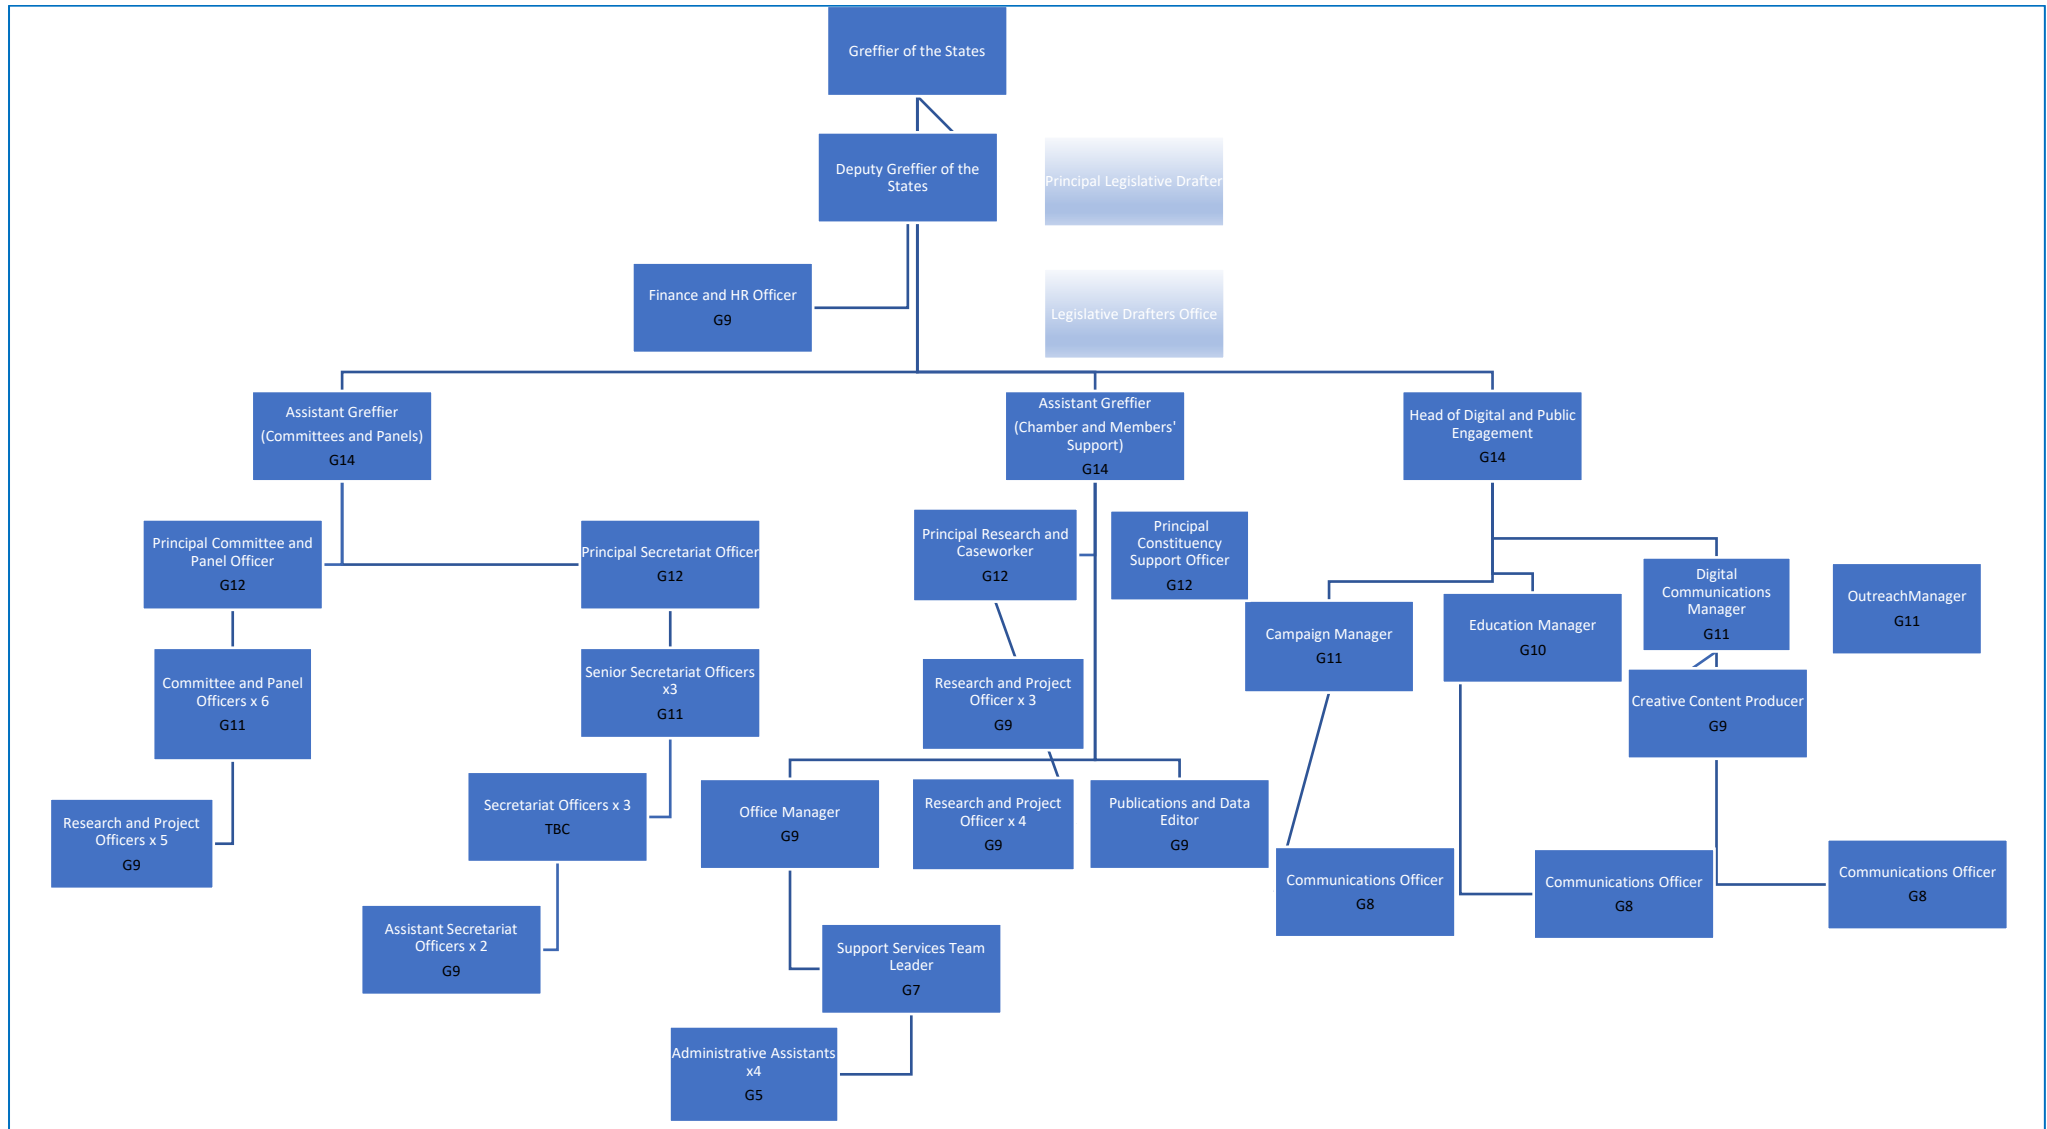 Greffier of the States
Deputy Greffier of the
States
Principal Legislative Drafter
Finance and HR Officer
G9
Legislative Drafters Office
Assistant Greffier
(Committees and Panels)
G14
Assistant Greffier
(Chamber and Members'
Support)
G14
Head of Digital and Public
Engagement
G14
Principal Committee and
Panel Officer
G12
Principal Secretariat Officer
G12
Principal Research and
Caseworker
G12
Principal
Constituency
Support Officer
G12
Campaign Manager
G11
Education Manager
G10
Digital
Communications
Manager
G11
OutreachManager
G11
Committee and Panel
Officers x 6
G11
Senior Secretariat Officers
x3
G11
Research and Project
Officer x 3
G9
Creative Content Producer
G9
Research and Project
Officers x 5
G9
Secretariat Officers x 3
TBC
Office Manager
G9
Research and Project
Officer x 4
G9
Publications and Data
Editor
G9
Communications Officer
G8
Communications Officer
G8
Communications Officer
G8
Assistant Secretariat
Officers x 2
G9
Support Services Team
Leader
G7
Administrative Assistants
x4
G5